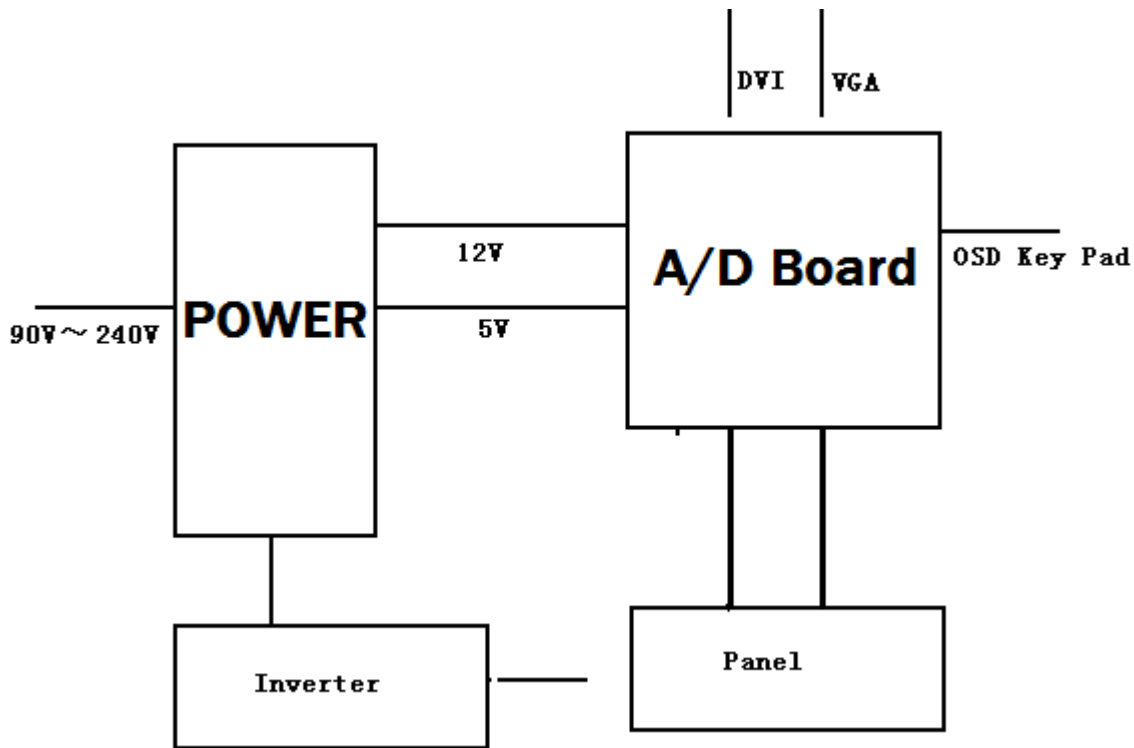 DVI
VGA
12V
A/D Board
OSD Key Pad
90V～240V
POWER
5V
Inverter
Panel